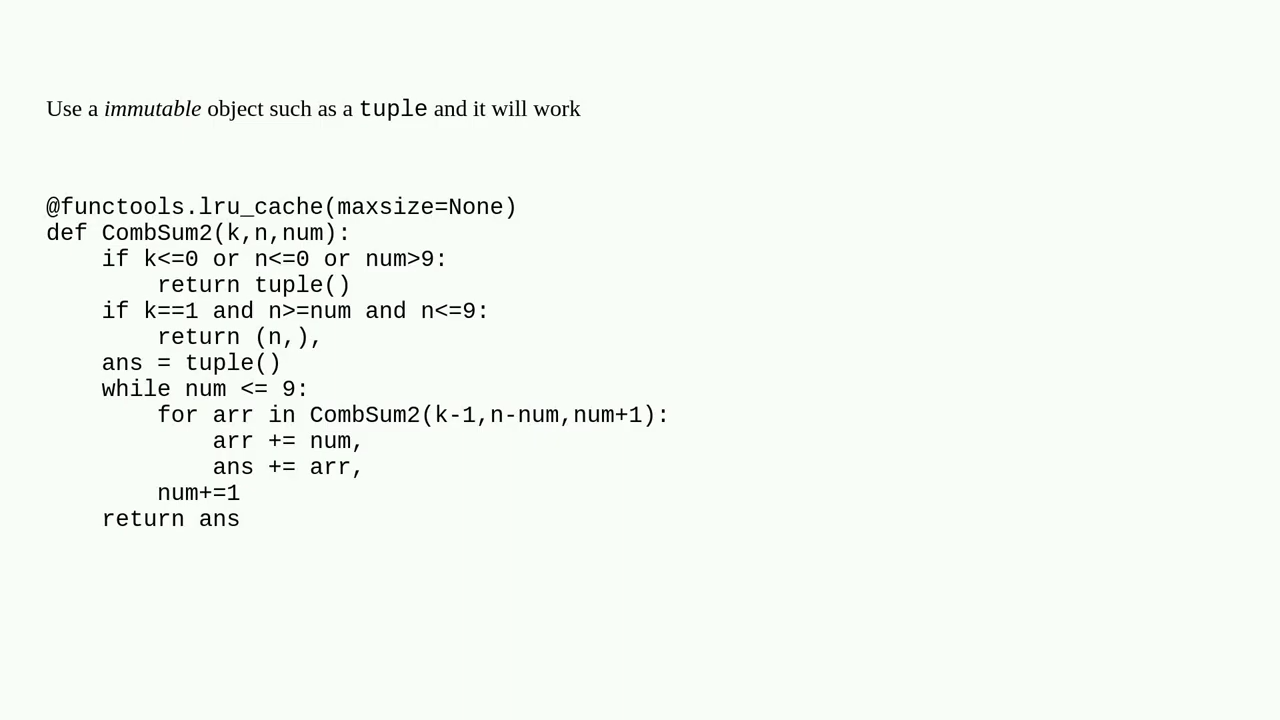 Use a immutable object such as a tuple and it will work
@functools.lru_cache(maxsize=None)
def CombSum2(k,n,num):
    if k<=0 or n<=0 or num>9:
        return tuple()
    if k==1 and n>=num and n<=9:
        return (n,),
    ans = tuple()
    while num <= 9:
        for arr in CombSum2(k-1,n-num,num+1):
            arr += num,
            ans += arr,
        num+=1
    return ans